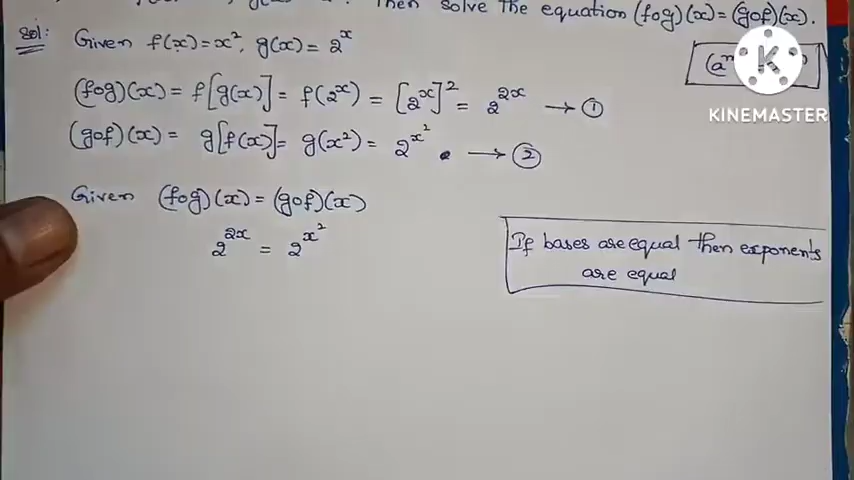 Then solve the equation (fog)(x) = (gof)(x).
Sol: Given f(x) = x², g(x) = 2^x
(a^m
KINEMASTER
(fog)(x) = f[g(x)] = f(2^x) = [2^x]² = 2^2x → ①
(gof)(x) = g[f(x)] = g(x²) = 2^x² . → ②
Given (fog)(x) = (gof)(x)
2^2x = 2^x²
If bases are equal then exponents
are equal